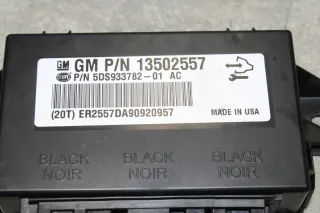 GM
GM P/N 13502557
P/N 5DS933782-01 AC
(20T) ER2557DA90920957
MADE IN USA
BLACK BLACK BLACK
NOIR NOIR NOIR